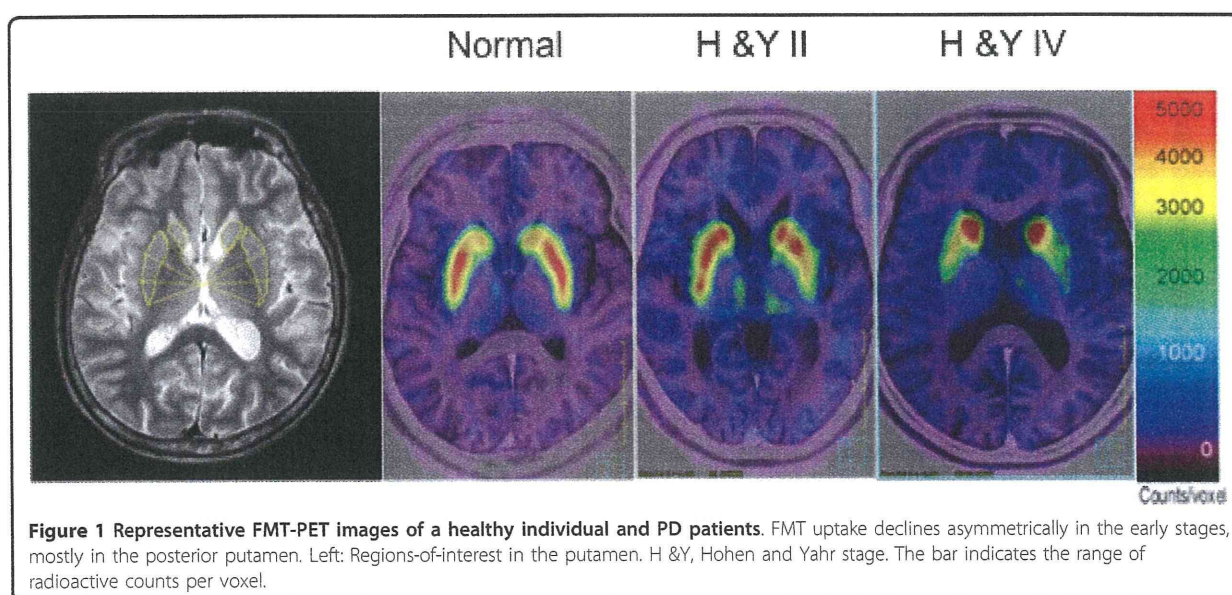 Normal
H &Y II
H &Y IV
5000
4000
3000
2000
1000
0
Counts/voxel
Figure 1 Representative FMT-PET images of a healthy individual and PD patients. FMT uptake declines asymmetrically in the early stages,
mostly in the posterior putamen. Left: Regions-of-interest in the putamen. H &Y, Hohen and Yahr stage. The bar indicates the range of
radioactive counts per voxel.